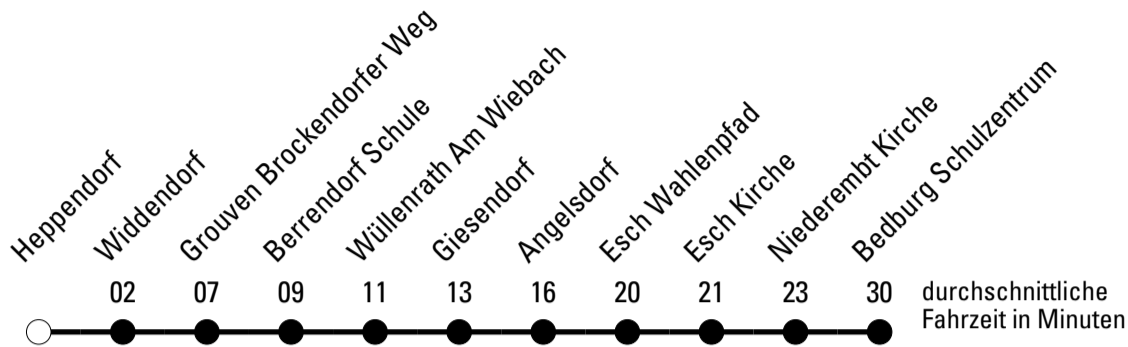 Heppendorf
Widdendorf
Grouven Brockendorfer Weg
Berrendorf Schule
Wüllenrath Am Wiebach
Giesendorf
Angelsdorf
Esch Wahlenpfad
Esch Kirche
Niederembt Kirche
Bedburg Schulzentrum
02 07 09 11 13 16 20 21 23 30
durchschnittliche
Fahrzeit in Minuten